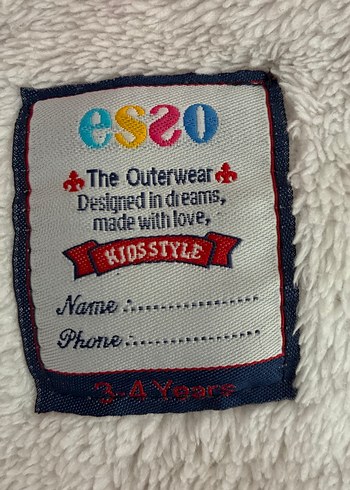 esso
The Outerwear
Designed in dreams,
made with love,
KIDSSTYLE
Name :..................
Phone :..................
3-4 Years